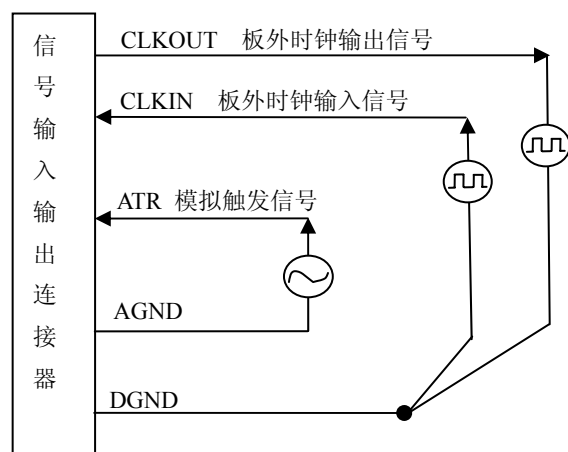 信号输入输出连接器
CLKOUT 板外时钟输出信号
CLKIN 板外时钟输入信号
ATR 模拟触发信号
AGND
DGND